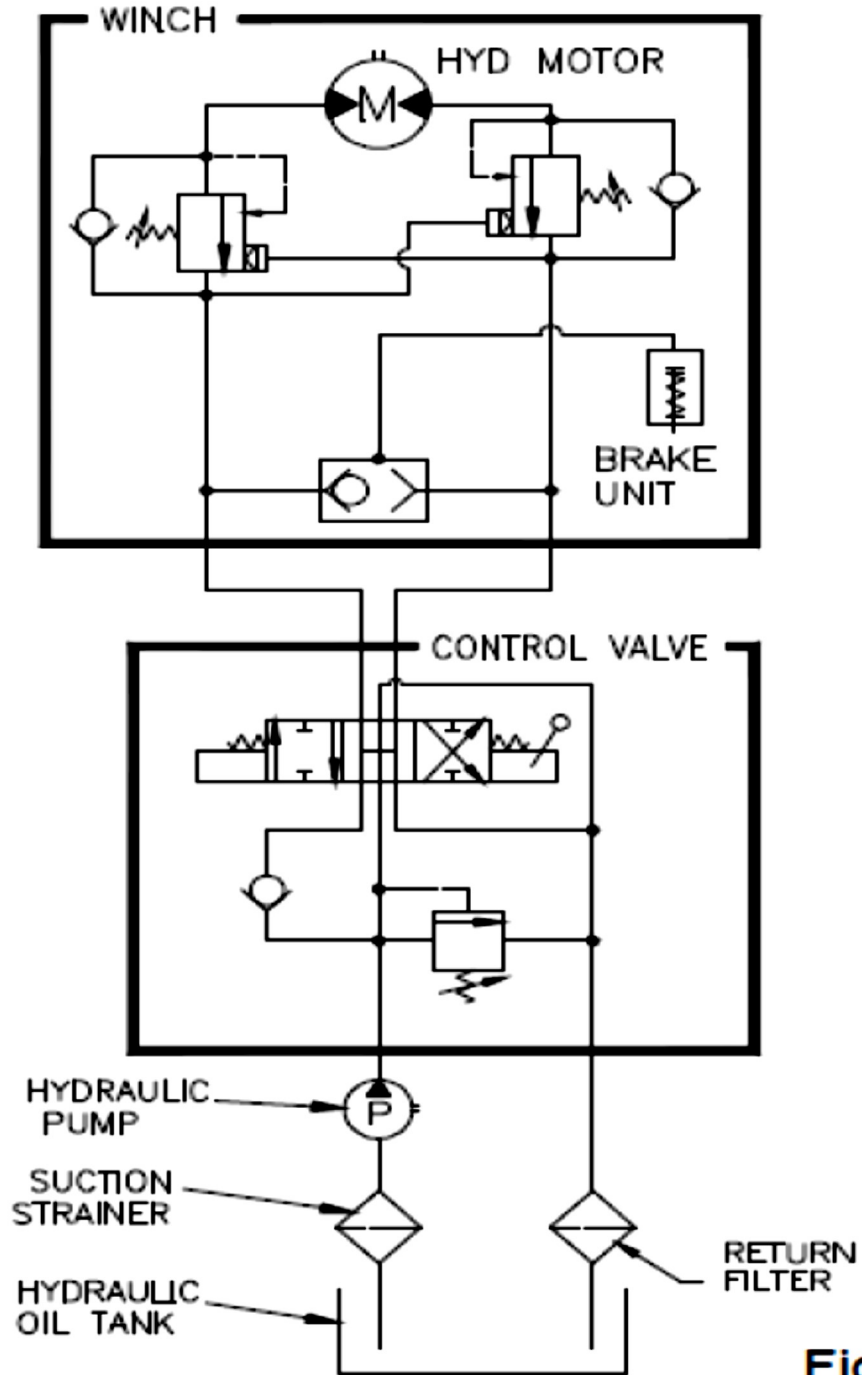 WINCH
HYD MOTOR
M
BRAKE
UNIT
CONTROL VALVE
HYDRAULIC
PUMP
P
SUCTION
STRAINER
RETURN
FILTER
HYDRAULIC
OIL TANK